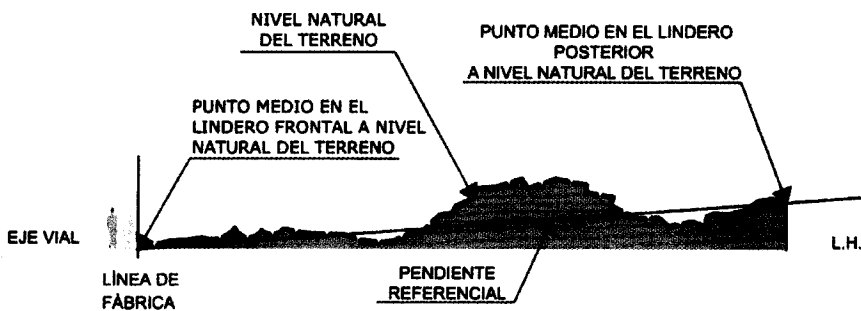 NIVEL NATURAL
DEL TERRENO
PUNTO MEDIO EN EL LINDERO
POSTERIOR
A NIVEL NATURAL DEL TERRENO
PUNTO MEDIO EN EL
LINDERO FRONTAL A NIVEL
NATURAL DEL TERRENO
EJE VIAL
L.H.
LÍNEA DE
FÁBRICA
PENDIENTE
REFERENCIAL